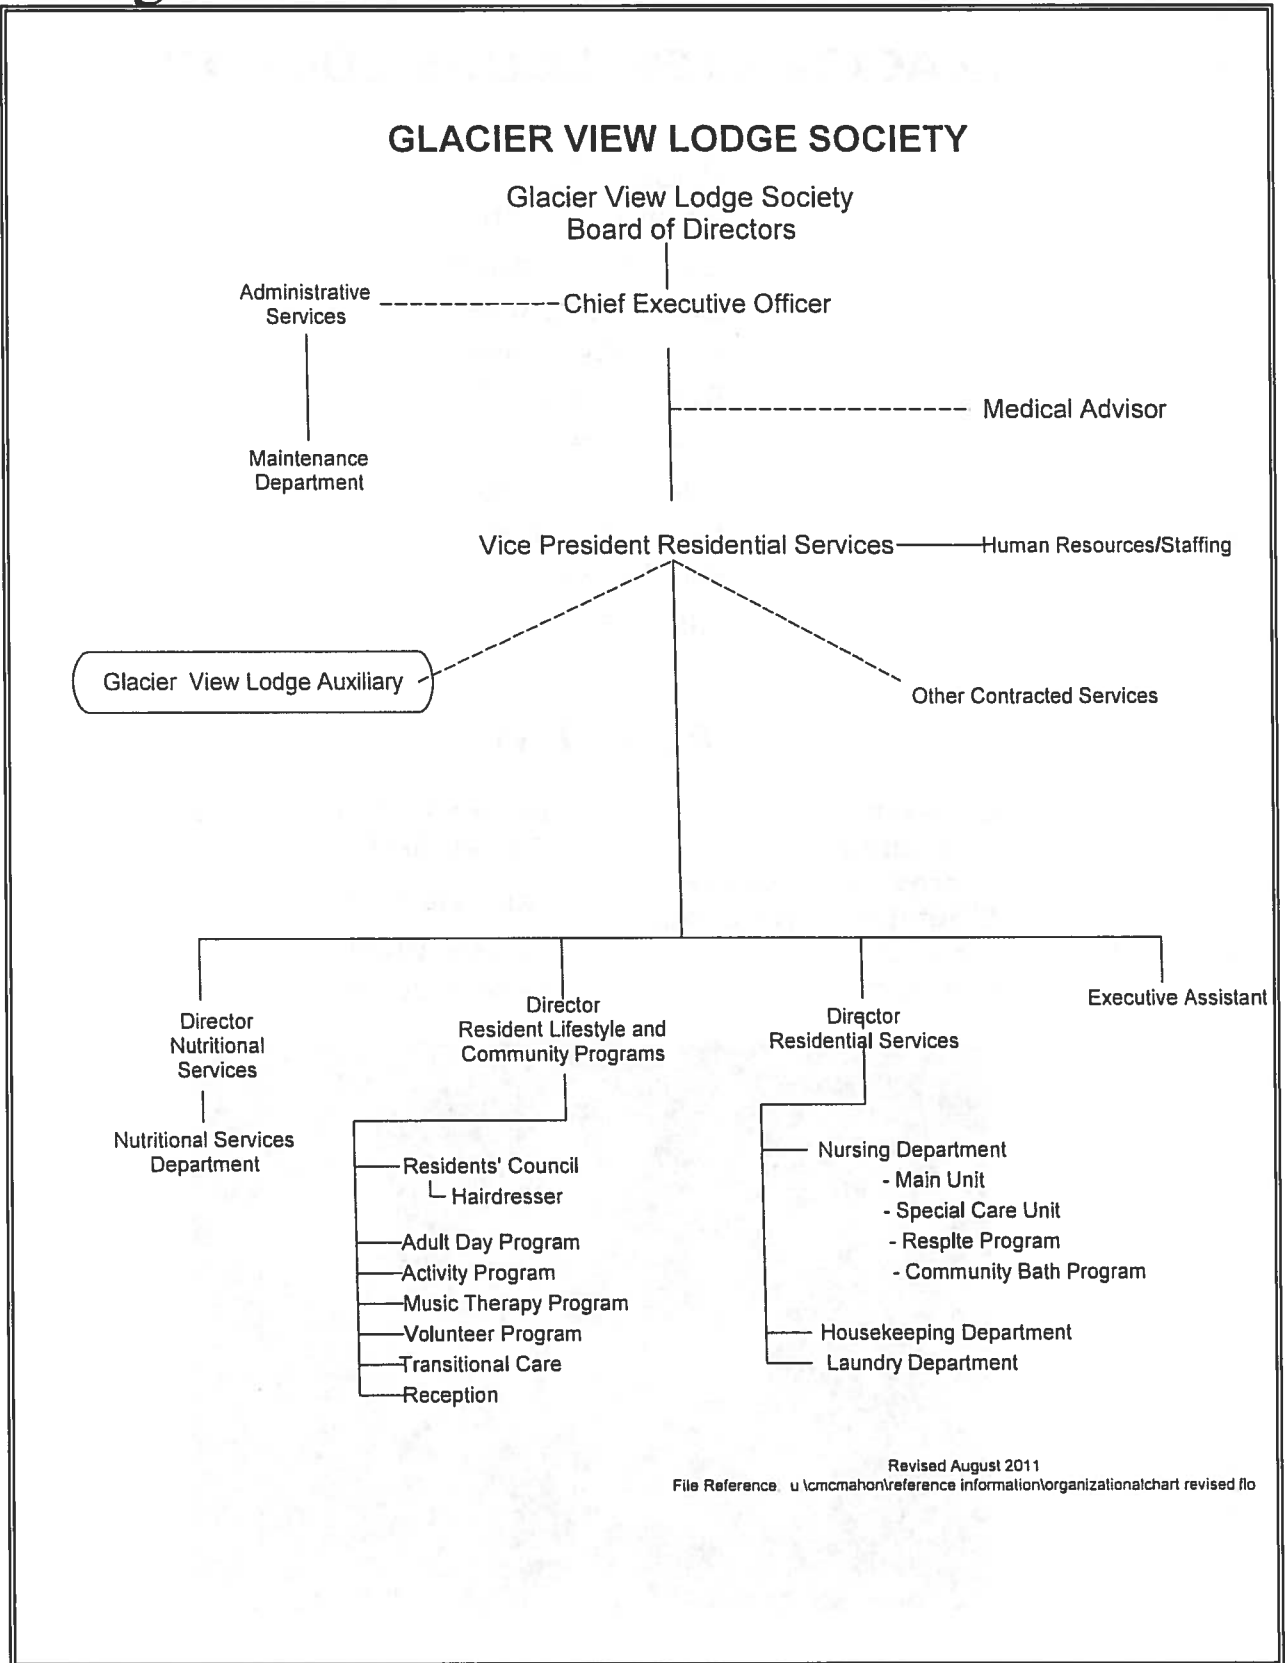 GLACIER VIEW LODGE SOCIETY
Glacier View Lodge Society
Board of Directors
Administrative
Services
Chief Executive Officer
Medical Advisor
Maintenance
Department
Vice President Residential Services
Human Resources/Staffing
Glacier View Lodge Auxiliary
Other Contracted Services
Director
Nutritional
Services
Nutritional Services
Department
Director
Resident Lifestyle and
Community Programs
Residents' Council
Hairdresser
Adult Day Program
Activity Program
Music Therapy Program
Volunteer Program
Transitional Care
Reception
Director
Residential Services
Nursing Department
- Main Unit
- Special Care Unit
- Respite Program
- Community Bath Program
Housekeeping Department
Laundry Department
Executive Assistant
Revised August 2011
File Reference. u \cmcmahon\reference information\organizationalchart revised flo